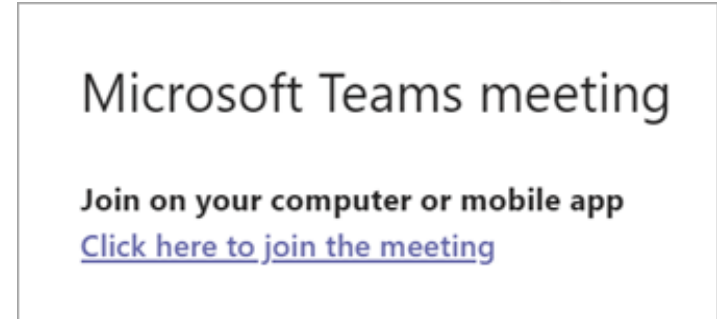 Microsoft Teams meeting
Join on your computer or mobile app
Click here to join the meeting